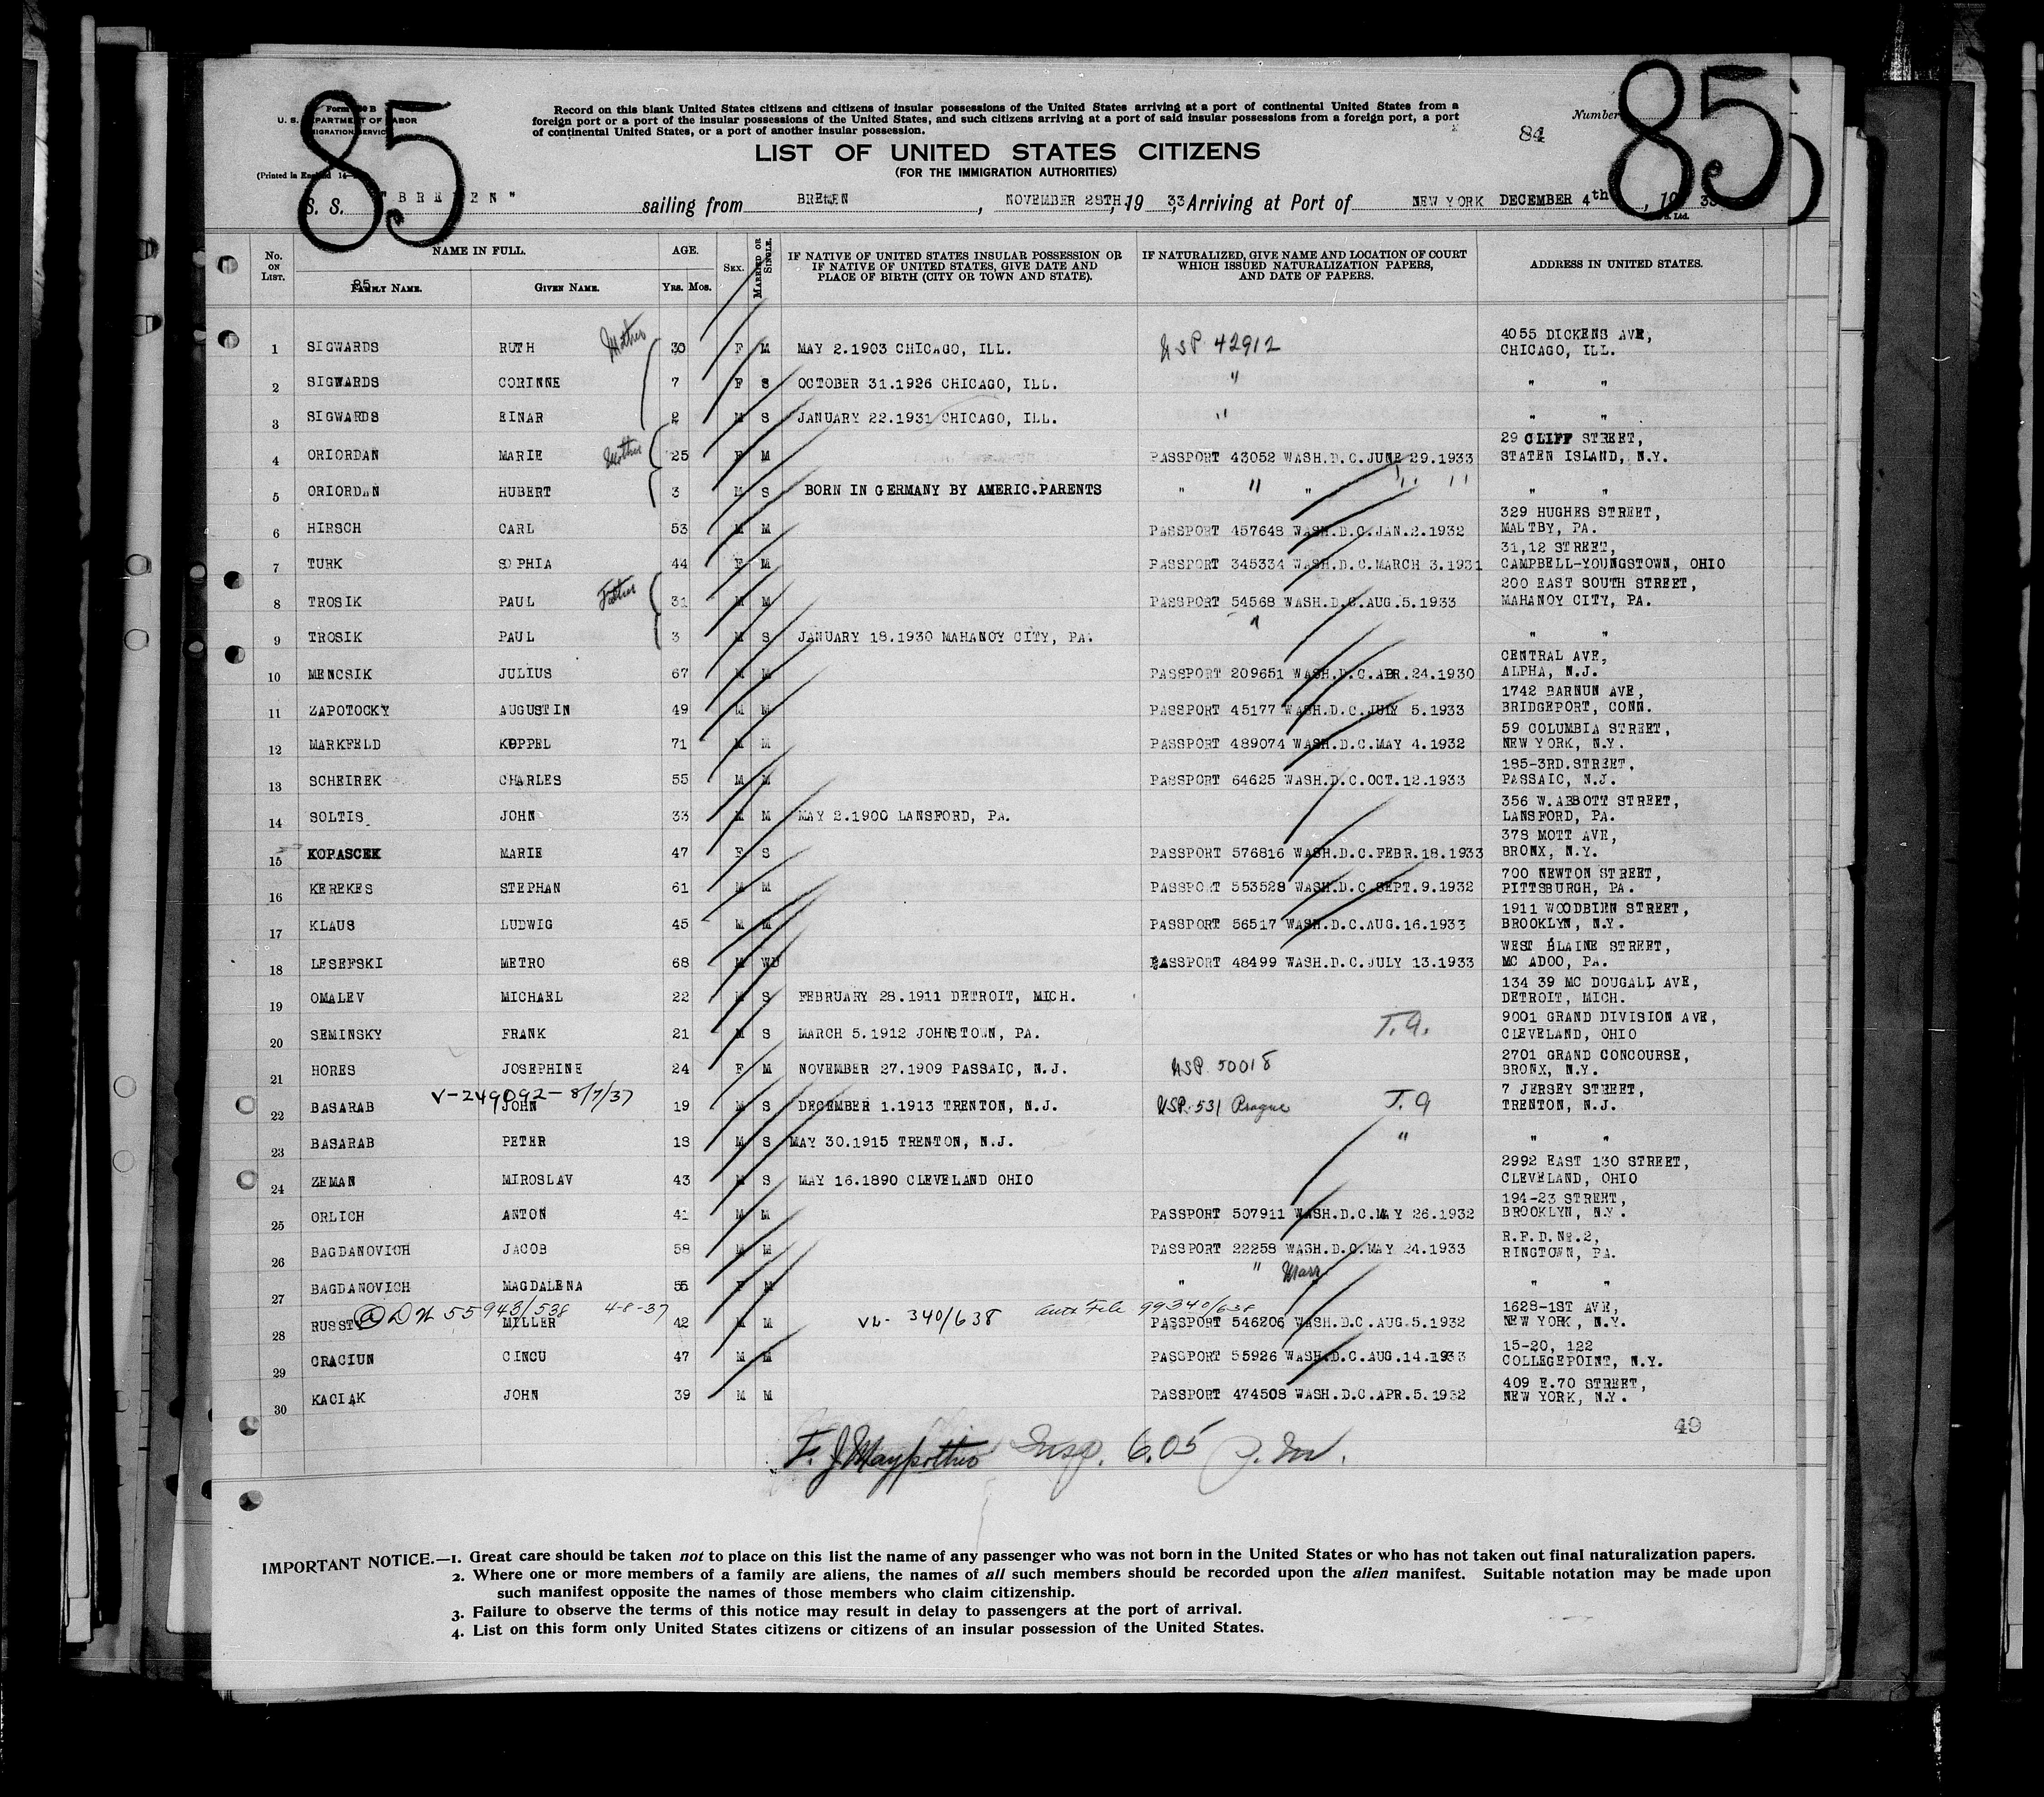 85
85
Form 630 B
U. S. DEPARTMENT OF LABOR
IMMIGRATION SERVICE
(Printed in England
Record on this blank United States citizens and citizens of insular possessions of the United States arriving at a port of continental United States from a
foreign port or a port of the insular possessions of the United States, and such citizens arriving at a port of said insular possessions from a foreign port, a port
of continental United States, or a port of another insular possession.
Number
84
LIST OF UNITED STATES CITIZENS
(FOR THE IMMIGRATION AUTHORITIES)
S. S. "BREMEN" sailing from BREMEN, NOVEMBER 28TH, 1933, Arriving at Port of NEW YORK DECEMBER 4th, 1933
No. ON LIST. NAME IN FULL. AGE. SEX. MARRIED OR SINGLE. IF NATIVE OF UNITED STATES INSULAR POSSESSION OR IF NATIVE OF UNITED STATES, GIVE DATE AND PLACE OF BIRTH (CITY OR TOWN AND STATE). IF NATURALIZED, GIVE NAME AND LOCATION OF COURT WHICH ISSUED NATURALIZATION PAPERS, AND DATE OF PAPERS. ADDRESS IN UNITED STATES.
85
FAMILY NAME. GIVEN NAME. YRS. MOS.
1 SIGWARDS RUTH Mother 30 F M MAY 2.1903 CHICAGO, ILL. USP 42912 4055 DICKENS AVE, CHICAGO, ILL.
2 SIGWARDS CORINNE 7 F S OCTOBER 31.1926 CHICAGO, ILL. " " "
3 SIGWARDS EINAR 2 M S JANUARY 22.1931 CHICAGO, ILL. " " "
4 ORIORDAN MARIE Mother 25 F M PASSPORT 43052 WASH.D.C.JUNE 29.1933 29 CLIFF STREET, STATEN ISLAND, N.Y.
5 ORIORDAN HUBERT 3 M S BORN IN GERMANY BY AMERIC.PARENTS " " " " " " "
6 HIRSCH CARL 53 M M PASSPORT 457648 WASH.D.C.JAN.2.1932 329 HUGHES STREET, MALTBY, PA.
7 TURK SOPHIA 44 F M PASSPORT 345334 WASH.D.C.MARCH 3.1931 31,12 STREET, CAMPBELL-YOUNGSTOWN, OHIO
8 TROSIK PAUL Father 31 M M PASSPORT 54568 WASH.D.C.AUG.5.1933 200 EAST SOUTH STREET, MAHANOY CITY, PA.
9 TROSIK PAUL 3 M S JANUARY 18.1930 MAHANOY CITY, PA. " " "
10 MENCSIK JULIUS 67 M M PASSPORT 209651 WASH.D.C.APR.24.1930 CENTRAL AVE, ALPHA, N.J.
11 ZAPOTOCKY AUGUSTIN 49 M M PASSPORT 45177 WASH.D.C.JULY 5.1933 1742 BARNUN AVE, BRIDGEPORT, CONN.
12 MARKFELD KOPPEL 71 M M PASSPORT 489074 WASH.D.C.MAY 4.1932 59 COLUMBIA STREET, NEW YORK, N.Y.
13 SCHEIREK CHARLES 55 M M PASSPORT 64625 WASH.D.C.OCT.12.1933 185-3RD.STREET, PASSAIC, N.J.
14 SOLTIS JOHN 33 M M MAY 2.1900 LANSFORD, PA. 356 W.ABBOTT STREET, LANSFORD, PA.
15 KOPASCEK MARIE 47 F S PASSPORT 576816 WASH.D.C.FEBR.18.1933 378 MOTT AVE, BRONX, N.Y.
16 KEREKES STEPHAN 61 M M PASSPORT 553528 WASH.D.C.SEPT.9.1932 700 NEWTON STREET, PITTSBURGH, PA.
17 KLAUS LUDWIG 45 M M PASSPORT 56517 WASH.D.C.AUG.16.1933 1911 WOODBIEN STREET, BROOKLYN, N.Y.
18 LESEFSKI METRO 68 M WD PASSPORT 48499 WASH.D.C.JULY 13.1933 WEST BLAINE STREET, MC ADOO, PA.
19 OMALEV MICHAEL 22 M S FEBRUARY 28.1911 DETROIT, MICH. 134 39 MC DOUGALL AVE, DETROIT, MICH.
20 SEMINSKY FRANK 21 M S MARCH 5.1912 JOHNSTOWN, PA. T.A. 9001 GRAND DIVISION AVE, CLEVELAND, OHIO
21 HORES JOSEPHINE 24 F M NOVEMBER 27.1909 PASSAIC, N.J. USP 50018 2701 GRAND CONCOURSE, BRONX, N.Y.
V-249092-8/7/37
22 BASARAB JOHN 19 M S DECEMBER 1.1913 TRENTON, N.J. USP. 531 Prague T.A 7 JERSEY STREET, TRENTON, N.J.
23 BASARAB PETER 18 M S MAY 30.1915 TRENTON, N.J. " " "
24 ZEMAN MIROSLAV 43 M S MAY 16.1890 CLEVELAND OHIO 2992 EAST 130 STREET, CLEVELAND, OHIO
25 ORLICH ANTON 41 M M PASSPORT 507911 WASH.D.C.MAY 26.1932 194-23 STREET, BROOKLYN, N.Y.
26 BAGDANOVICH JACOB 58 M M PASSPORT 22258 WASH.D.C.MAY 24.1933 R.F.D.No.2, RINGTOWN, PA.
27 BAGDANOVICH MAGDALENA 55 F M " " Marr " "
55943/538 4-8-37 VL- 340/638 Auth File 99340/638
28 MILLER 42 M M PASSPORT 546206 WASH.D.C.AUG.5.1932 1628-1ST AVE, NEW YORK, N.Y.
29 CRACIUN CINCU 47 M M PASSPORT 55926 WASH.D.C.AUG.14.1933 15-20, 122 COLLEGEPOINT, N.Y.
30 KACIAK JOHN 39 M M PASSPORT 474508 WASH.D.C.APR.5.1932 409 E.70 STREET, NEW YORK, N.Y.
49
F. J. Insp. 605
IMPORTANT NOTICE.—1. Great care should be taken not to place on this list the name of any passenger who was not born in the United States or who has not taken out final naturalization papers.
2. Where one or more members of a family are aliens, the names of all such members should be recorded upon the alien manifest. Suitable notation may be made upon
such manifest opposite the names of those members who claim citizenship.
3. Failure to observe the terms of this notice may result in delay to passengers at the port of arrival.
4. List on this form only United States citizens or citizens of an insular possession of the United States.